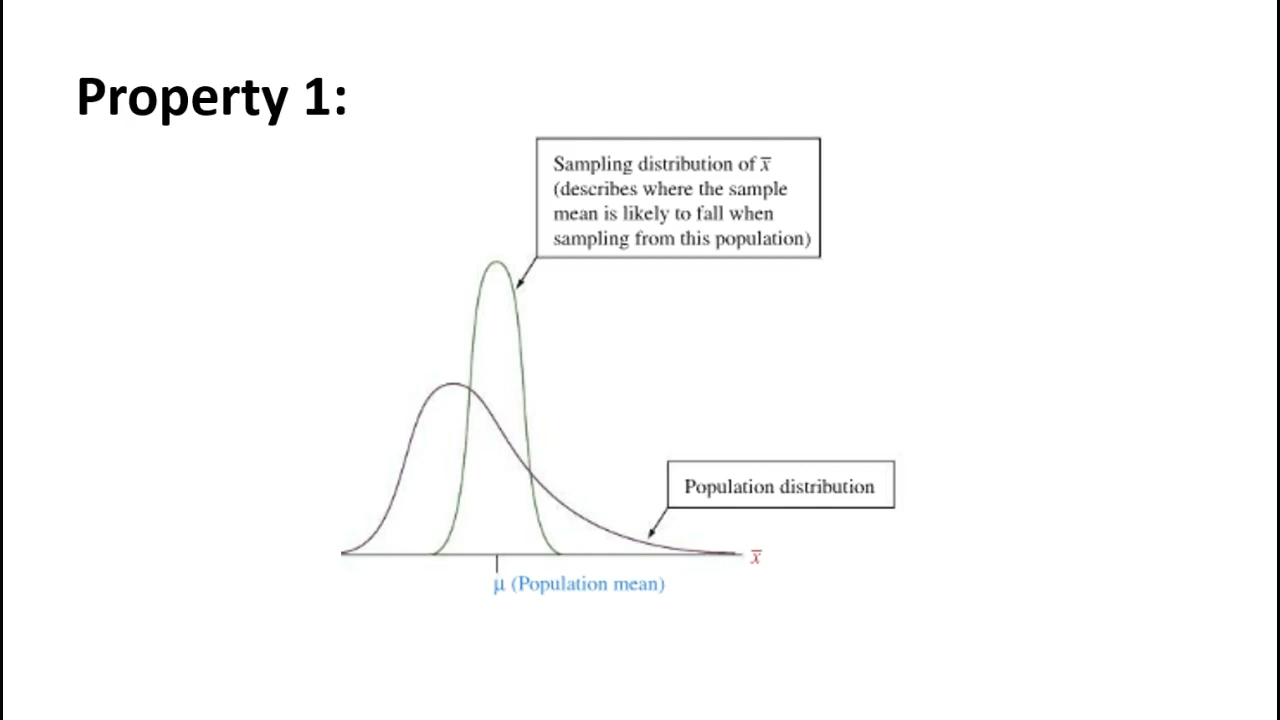 Property 1:
Sampling distribution of x̅
(describes where the sample
mean is likely to fall when
sampling from this population)
Population distribution
x̅
μ (Population mean)